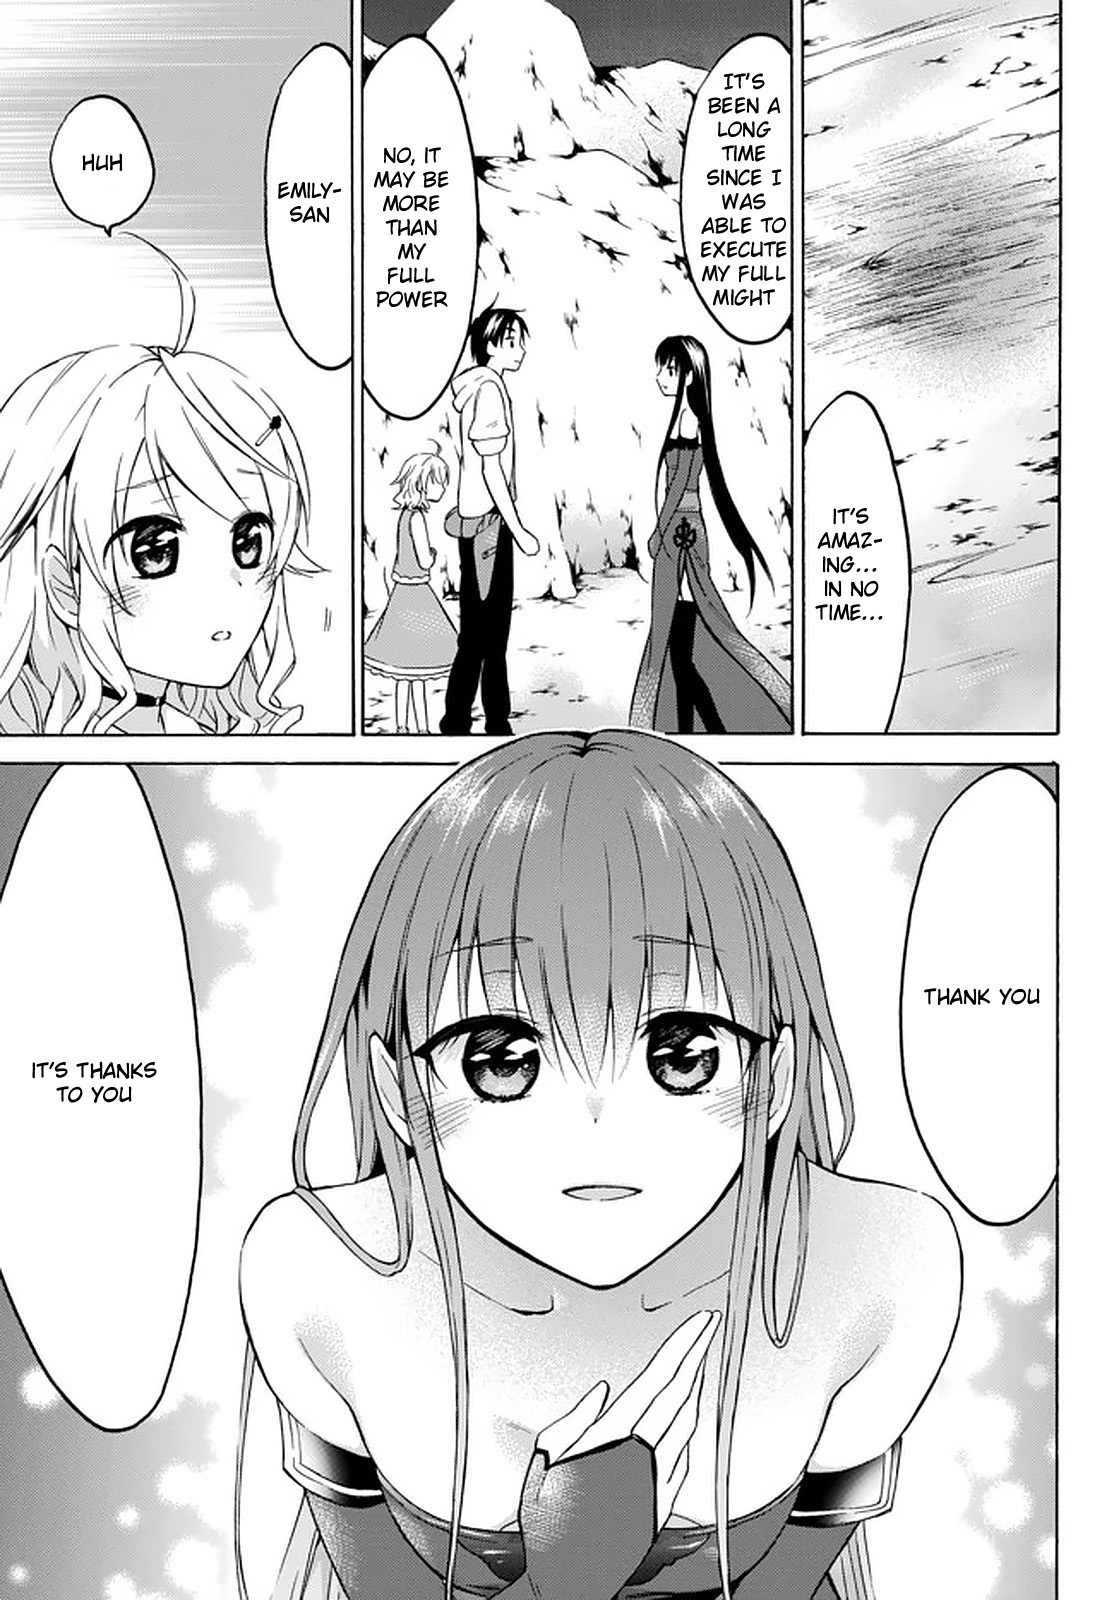 IT'S
AMAZ-
ING...
IN NO
TIME...
IT'S
BEEN A
LONG
TIME
SINCE I
WAS
ABLE TO
EXECUTE
MY FULL
MIGHT
NO, IT
MAY BE
MORE
THAN
MY
FULL
POWER
EMILY-
SAN
HUH
THANK YOU
IT'S THANKS
TO YOU